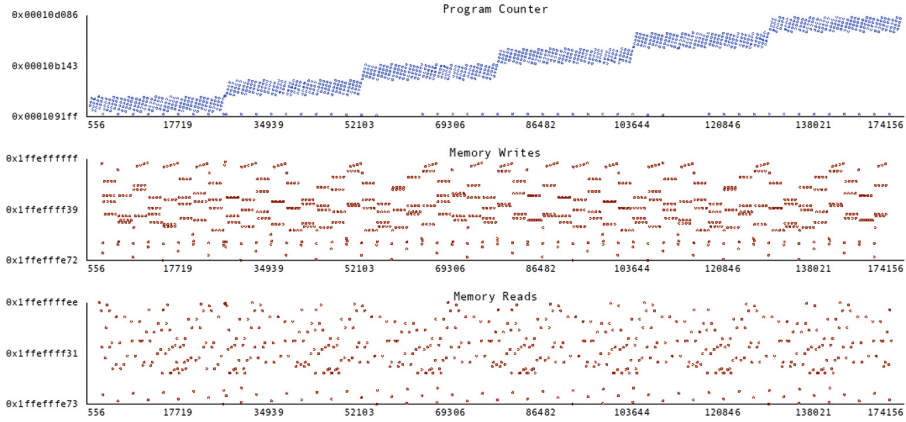 Program Counter
0x00010d086
0x00010b143
0x0001091ff
556 17719 34939 52103 69306 86482 103644 120846 138021 174156
Memory Writes
0x1ffeffffff
0x1ffeffff39
0x1ffefffe72
556 17719 34939 52103 69306 86482 103644 120846 138021 174156
Memory Reads
0x1ffeffffee
0x1ffeffff31
0x1ffefffe73
556 17719 34939 52103 69306 86482 103644 120846 138021 174156